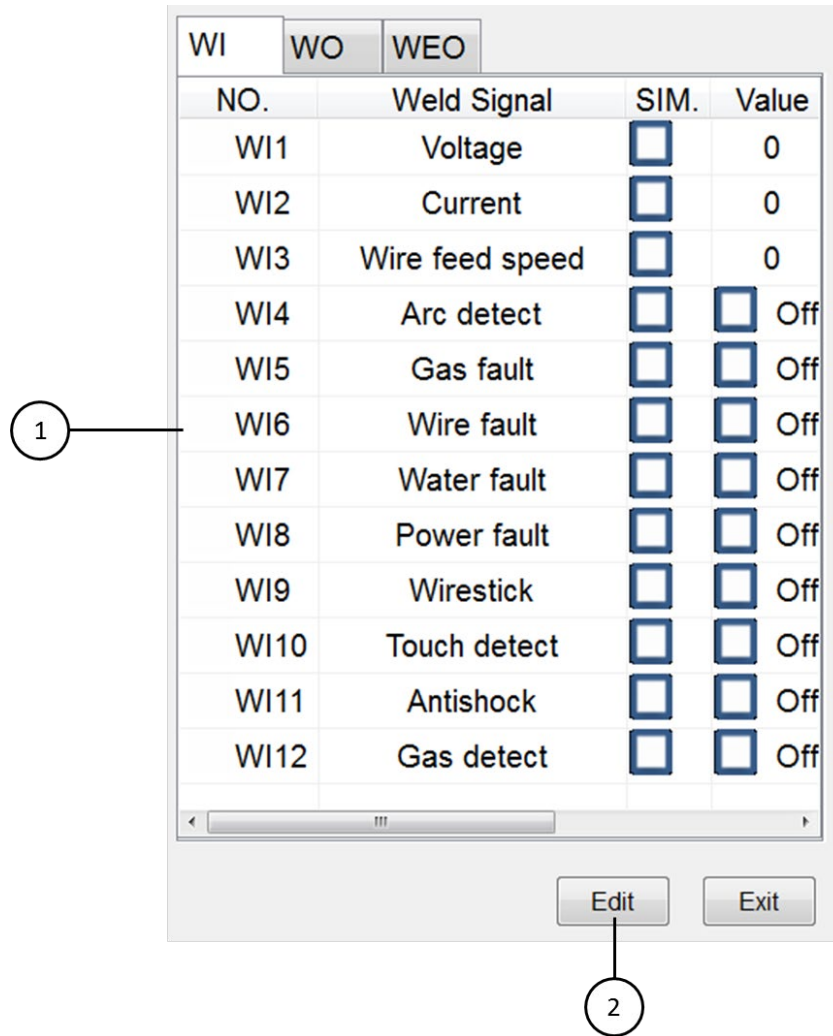 WI WO WEO
NO. Weld Signal SIM. Value
WI1 Voltage 0
WI2 Current 0
WI3 Wire feed speed 0
WI4 Arc detect Off
WI5 Gas fault Off
1 WI6 Wire fault Off
WI7 Water fault Off
WI8 Power fault Off
WI9 Wirestick Off
WI10 Touch detect Off
WI11 Antishock Off
WI12 Gas detect Off
Edit Exit
2